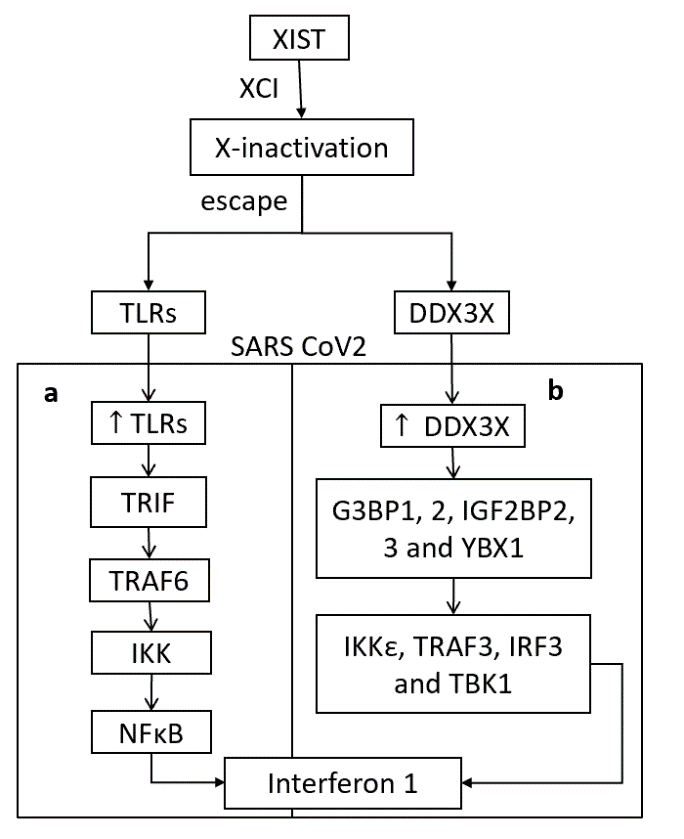 XIST
XCI
X-inactivation
escape
TLRs
DDX3X
SARS CoV2
a
b
↑ TLRs
↑ DDX3X
TRIF
G3BP1, 2, IGF2BP2,
3 and YBX1
TRAF6
IKK
IKKε, TRAF3, IRF3
and TBK1
NFκB
Interferon 1